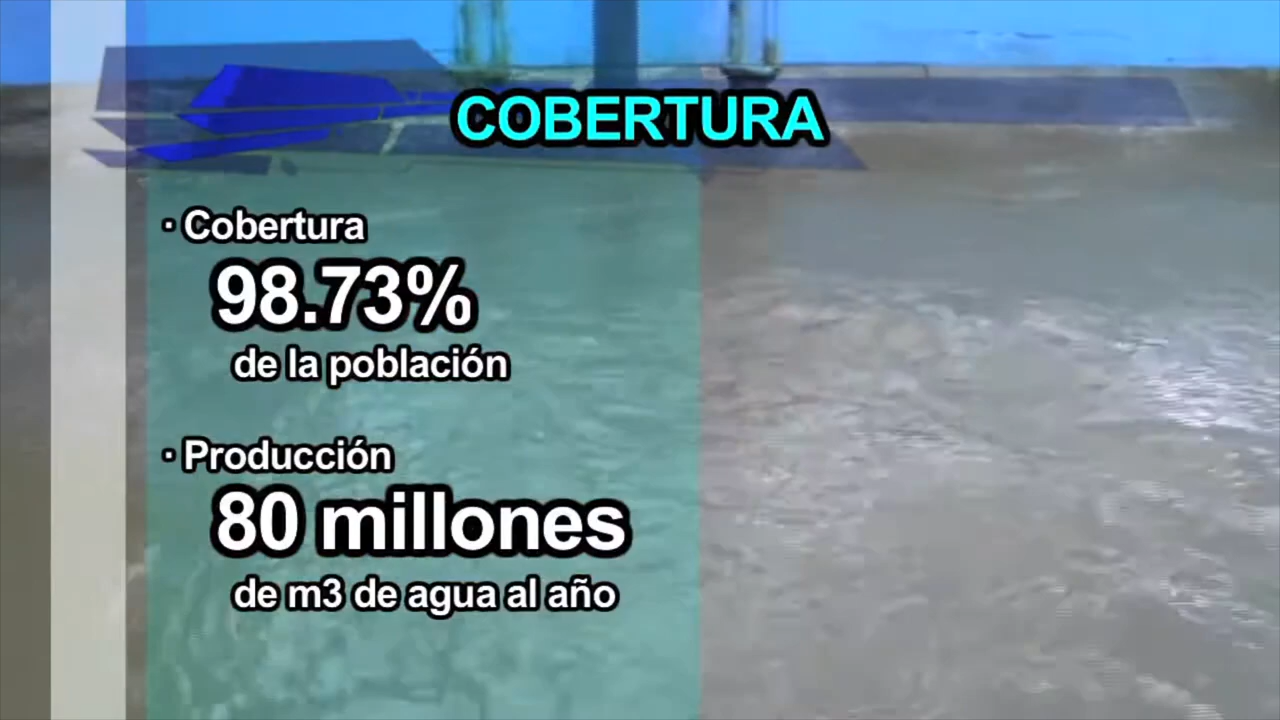 COBERTURA
· Cobertura
98.73%
de la población
· Producción
80 millones
de m3 de agua al año